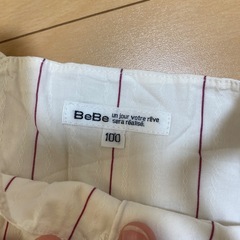 BeBe un jour votre rêve
sera réalisé.
100